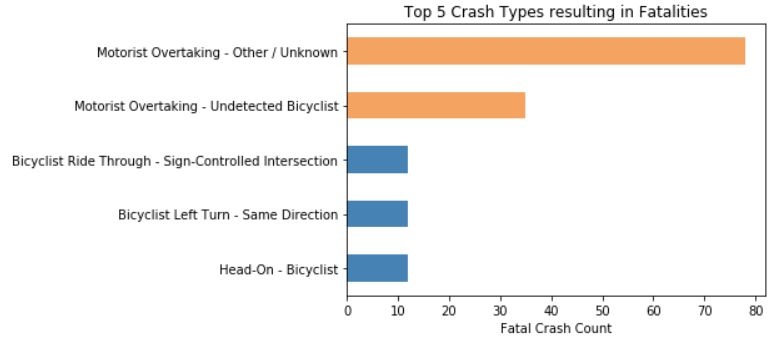 Top 5 Crash Types resulting in Fatalities
Motorist Overtaking - Other / Unknown
Motorist Overtaking - Undetected Bicyclist
Bicyclist Ride Through - Sign-Controlled Intersection
Bicyclist Left Turn - Same Direction
Head-On - Bicyclist
0 10 20 30 40 50 60 70 80
Fatal Crash Count